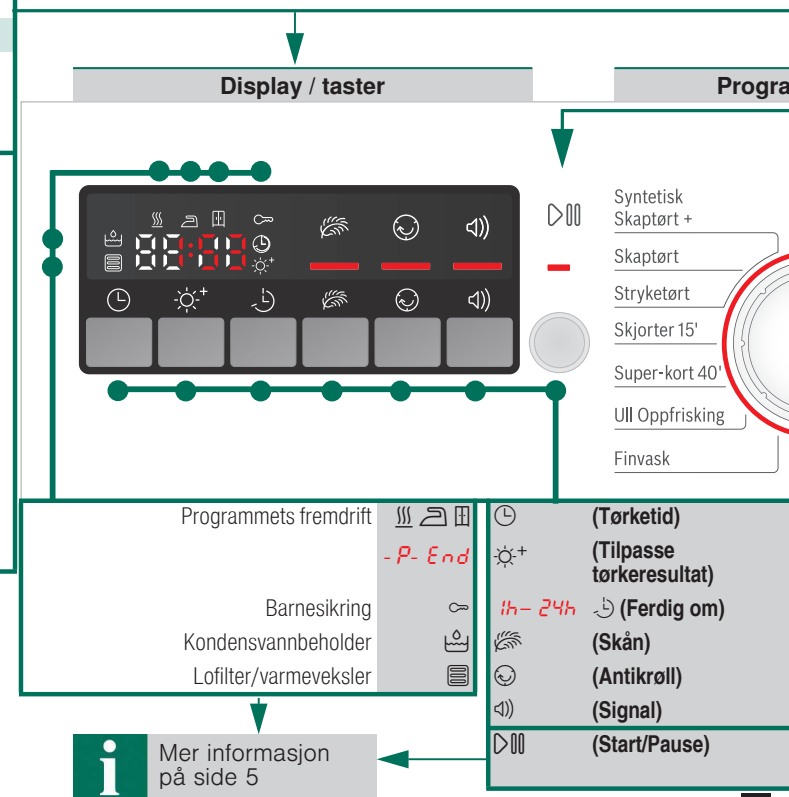 Display / taster
Progra
Syntetisk
Skaptørt +
Skaptørt
Stryketørt
Skjorter 15'
Super-kort 40'
Ull Oppfrisking
Finvask
88:88
Programmets fremdrift
-P- End
Barnesikring
Kondensvannbeholder
Lofilter/varmeveksler
(Tørketid)
(Tilpasse
tørkeresultat)
1h– 24h (Ferdig om)
(Skån)
(Antikrøll)
(Signal)
(Start/Pause)
i Mer informasjon
på side 5